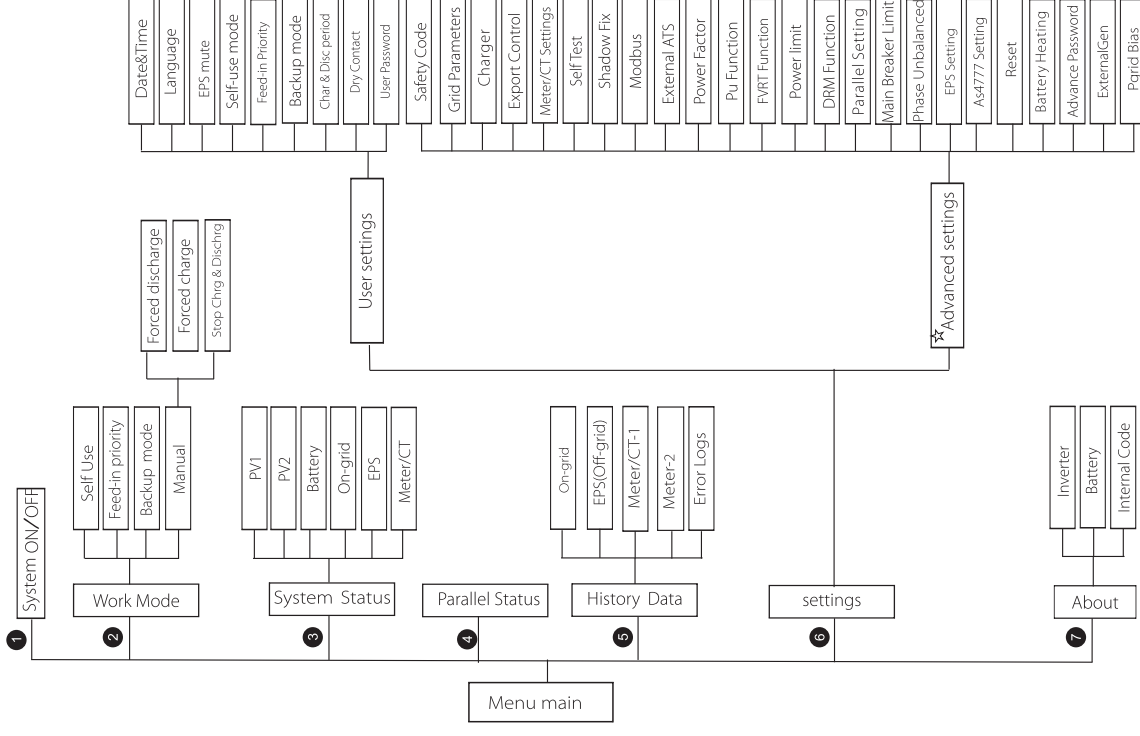 Menu main
1
System ON/OFF
2
Work Mode
Self Use
Feed-in priority
Backup mode
Manual
Forced discharge
Forced charge
Stop Chrg & Dischrg
3
System Status
PV1
PV2
Battery
On-grid
EPS
Meter/CT
4
Parallel Status
5
History Data
On-grid
EPS(Off-grid)
Meter/CT-1
Meter-2
Error Logs
6
settings
User settings
Date&Time
Language
EPS mute
Self-use mode
Feed-in Priority
Backup mode
Char & Disc period
Dry Contact
User Password
☆Advanced settings
Safety Code
Grid Parameters
Charger
Export Control
Meter/CT Settings
Self Test
Shadow Fix
Modbus
External ATS
Power Factor
Pu Function
FVRT Function
Power limit
DRM Function
Parallel Setting
Main Breaker Limit
Phase Unbalanced
EPS Setting
As4777 Setting
Reset
Battery Heating
Advance Password
ExternalGen
Pgrid Bias
7
About
Inverter
Battery
Internal Code